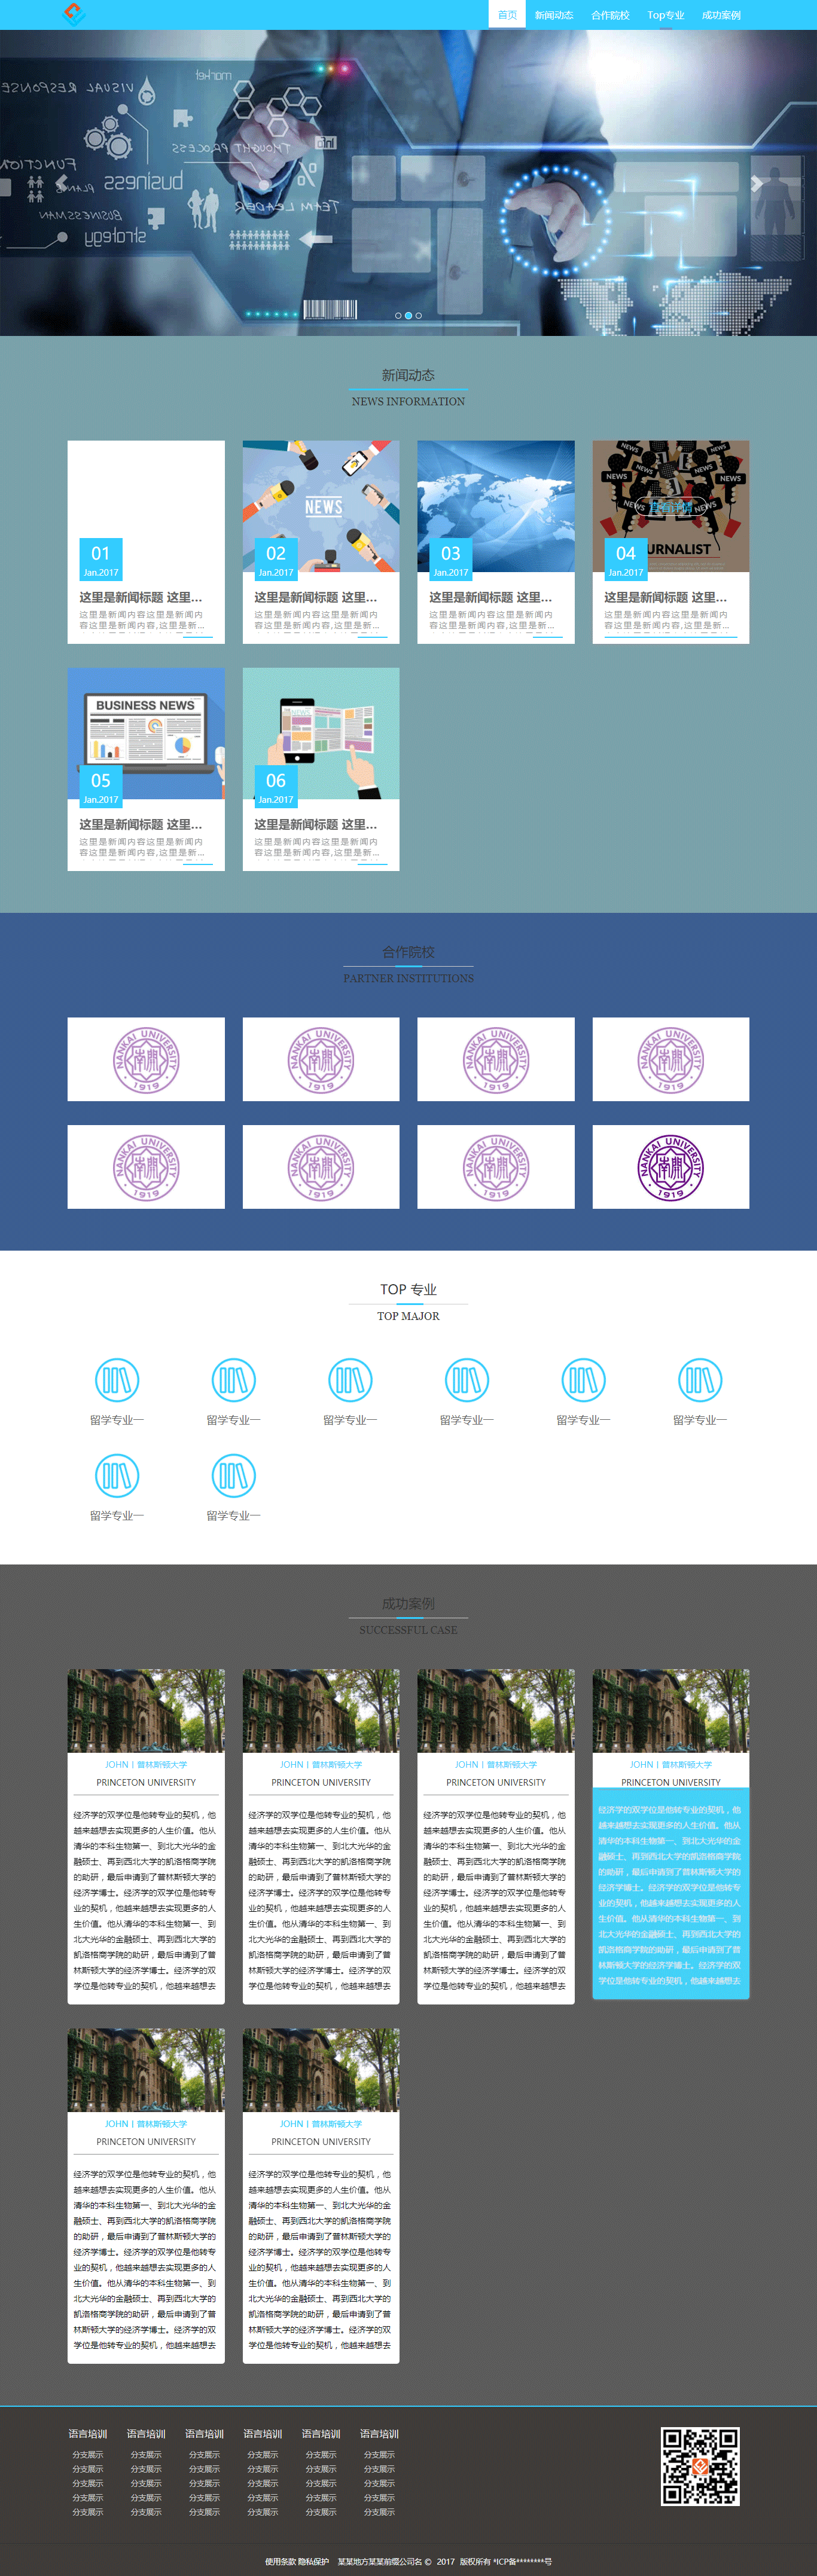 首页 新闻动态 合作院校 Top专业 成功案例
market
VISUAL RESPONSE
THOUGHT PROCESS
info
FUNCTION
PLANS
business
%
BUSINESSMAN
TEAM LEADER
strategy
新闻动态
NEWS INFORMATION
NEWS
NEWS NEWS NEWS NEWS
查看详情
JOURNALIST
01
Jan.2017
02
Jan.2017
03
Jan.2017
04
Jan.2017
这里是新闻标题 这里...
这里是新闻内容这里是新闻内
容这里是新闻内容,这里是新...
这里是新闻标题 这里...
这里是新闻内容这里是新闻内
容这里是新闻内容,这里是新...
这里是新闻标题 这里...
这里是新闻内容这里是新闻内
容这里是新闻内容,这里是新...
这里是新闻标题 这里...
这里是新闻内容这里是新闻内
容这里是新闻内容,这里是新...
BUSINESS NEWS
NEWS
05
Jan.2017
06
Jan.2017
这里是新闻标题 这里...
这里是新闻内容这里是新闻内
容这里是新闻内容,这里是新...
这里是新闻标题 这里...
这里是新闻内容这里是新闻内
容这里是新闻内容,这里是新...
合作院校
PARTNER INSTITUTIONS
NANKAI UNIVERSITY 南開 1919
NANKAI UNIVERSITY 南開 1919
NANKAI UNIVERSITY 南開 1919
NANKAI UNIVERSITY 南開 1919
NANKAI UNIVERSITY 南開 1919
NANKAI UNIVERSITY 南開 1919
NANKAI UNIVERSITY 南開 1919
NANKAI UNIVERSITY 南開 1919
TOP 专业
TOP MAJOR
留学专业一 留学专业一 留学专业一 留学专业一 留学专业一 留学专业一
留学专业一 留学专业一
成功案例
SUCCESSFUL CASE
JOHN丨普林斯顿大学
PRINCETON UNIVERSITY
经济学的双学位是他转专业的契机，他
越来越想去实现更多的人生价值。他从
清华的本科生物第一、到北大光华的金
融硕士、再到西北大学的凯洛格商学院
的助研，最后申请到了普林斯顿大学的
经济学博士。经济学的双学位是他转专
业的契机，他越来越想去实现更多的人
生价值。他从清华的本科生物第一、到
北大光华的金融硕士、再到西北大学的
凯洛格商学院的助研，最后申请到了普
林斯顿大学的经济学博士。经济学的双
学位是他转专业的契机，他越来越想去
JOHN丨普林斯顿大学
PRINCETON UNIVERSITY
经济学的双学位是他转专业的契机，他
越来越想去实现更多的人生价值。他从
清华的本科生物第一、到北大光华的金
融硕士、再到西北大学的凯洛格商学院
的助研，最后申请到了普林斯顿大学的
经济学博士。经济学的双学位是他转专
业的契机，他越来越想去实现更多的人
生价值。他从清华的本科生物第一、到
北大光华的金融硕士、再到西北大学的
凯洛格商学院的助研，最后申请到了普
林斯顿大学的经济学博士。经济学的双
学位是他转专业的契机，他越来越想去
JOHN丨普林斯顿大学
PRINCETON UNIVERSITY
经济学的双学位是他转专业的契机，他
越来越想去实现更多的人生价值。他从
清华的本科生物第一、到北大光华的金
融硕士、再到西北大学的凯洛格商学院
的助研，最后申请到了普林斯顿大学的
经济学博士。经济学的双学位是他转专
业的契机，他越来越想去实现更多的人
生价值。他从清华的本科生物第一、到
北大光华的金融硕士、再到西北大学的
凯洛格商学院的助研，最后申请到了普
林斯顿大学的经济学博士。经济学的双
学位是他转专业的契机，他越来越想去
JOHN丨普林斯顿大学
PRINCETON UNIVERSITY
经济学的双学位是他转专业的契机，他
越来越想去实现更多的人生价值。他从
清华的本科生物第一、到北大光华的金
融硕士、再到西北大学的凯洛格商学院
的助研，最后申请到了普林斯顿大学的
经济学博士。经济学的双学位是他转专
业的契机，他越来越想去实现更多的人
生价值。他从清华的本科生物第一、到
北大光华的金融硕士、再到西北大学的
凯洛格商学院的助研，最后申请到了普
林斯顿大学的经济学博士。经济学的双
学位是他转专业的契机，他越来越想去
JOHN丨普林斯顿大学
PRINCETON UNIVERSITY
经济学的双学位是他转专业的契机，他
越来越想去实现更多的人生价值。他从
清华的本科生物第一、到北大光华的金
融硕士、再到西北大学的凯洛格商学院
的助研，最后申请到了普林斯顿大学的
经济学博士。经济学的双学位是他转专
业的契机，他越来越想去实现更多的人
生价值。他从清华的本科生物第一、到
北大光华的金融硕士、再到西北大学的
凯洛格商学院的助研，最后申请到了普
林斯顿大学的经济学博士。经济学的双
学位是他转专业的契机，他越来越想去
JOHN丨普林斯顿大学
PRINCETON UNIVERSITY
经济学的双学位是他转专业的契机，他
越来越想去实现更多的人生价值。他从
清华的本科生物第一、到北大光华的金
融硕士、再到西北大学的凯洛格商学院
的助研，最后申请到了普林斯顿大学的
经济学博士。经济学的双学位是他转专
业的契机，他越来越想去实现更多的人
生价值。他从清华的本科生物第一、到
北大光华的金融硕士、再到西北大学的
凯洛格商学院的助研，最后申请到了普
林斯顿大学的经济学博士。经济学的双
学位是他转专业的契机，他越来越想去
语言培训 语言培训 语言培训 语言培训 语言培训 语言培训
分支展示 分支展示 分支展示 分支展示 分支展示 分支展示
分支展示 分支展示 分支展示 分支展示 分支展示 分支展示
分支展示 分支展示 分支展示 分支展示 分支展示 分支展示
分支展示 分支展示 分支展示 分支展示 分支展示 分支展示
分支展示 分支展示 分支展示 分支展示 分支展示 分支展示
使用条款 隐私保护 某某地方某某前缀公司名 © 2017 版权所有 *ICP备********号